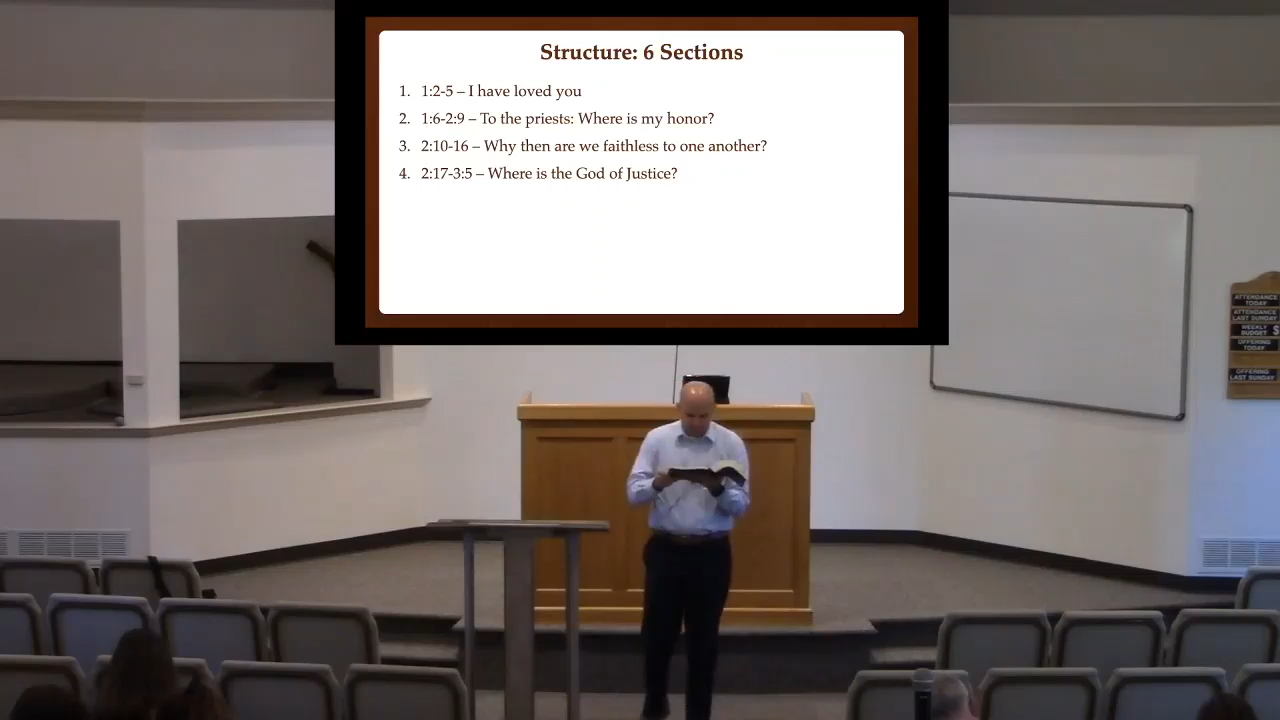 Structure: 6 Sections
1. 1:2-5 – I have loved you
2. 1:6-2:9 – To the priests: Where is my honor?
3. 2:10-16 – Why then are we faithless to one another?
4. 2:17-3:5 – Where is the God of Justice?
ATTENDANCE
TODAY
ATTENDANCE
LAST SUNDAY
WEEKLY
BUDGET $
OFFERING
TODAY
OFFERING
LAST SUNDAY